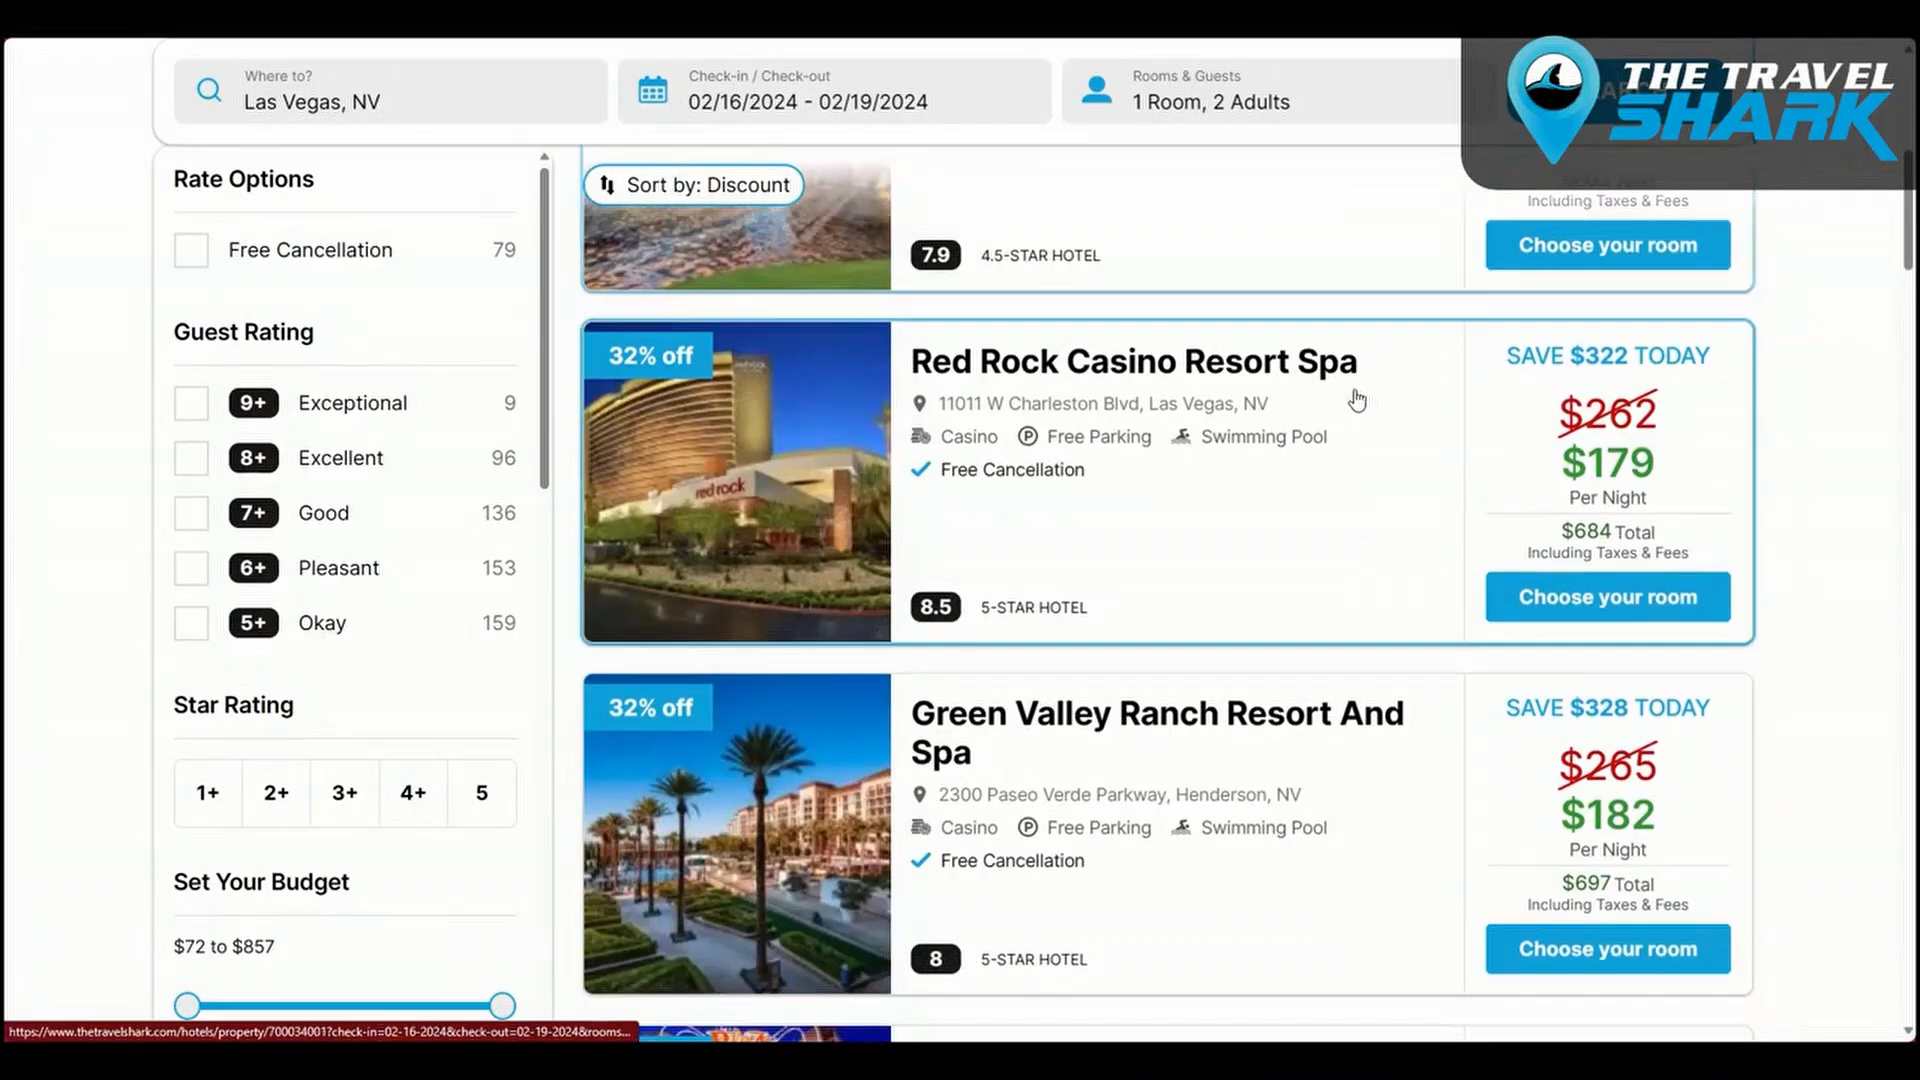 Where to?
Las Vegas, NV
Check-in / Check-out
02/16/2024 - 02/19/2024
Rooms & Guests
1 Room, 2 Adults
THE TRAVEL
SHARK
Rate Options
Free Cancellation 79
Guest Rating
9+ Exceptional 9
8+ Excellent 96
7+ Good 136
6+ Pleasant 153
5+ Okay 159
Star Rating
1+ 2+ 3+ 4+ 5
Set Your Budget
$72 to $857
Sort by: Discount
7.9 4.5-STAR HOTEL
Including Taxes & Fees
Choose your room
32% off
red rock
Red Rock Casino Resort Spa
11011 W Charleston Blvd, Las Vegas, NV
Casino Free Parking Swimming Pool
Free Cancellation
8.5 5-STAR HOTEL
SAVE $322 TODAY
$262
$179
Per Night
$684 Total
Including Taxes & Fees
Choose your room
32% off
Green Valley Ranch Resort And
Spa
2300 Paseo Verde Parkway, Henderson, NV
Casino Free Parking Swimming Pool
Free Cancellation
8 5-STAR HOTEL
SAVE $328 TODAY
$265
$182
Per Night
$697 Total
Including Taxes & Fees
Choose your room
https://www.thetravelshark.com/hotels/property/700034001?check-in=02-16-2024&check-out=02-19-2024&rooms...